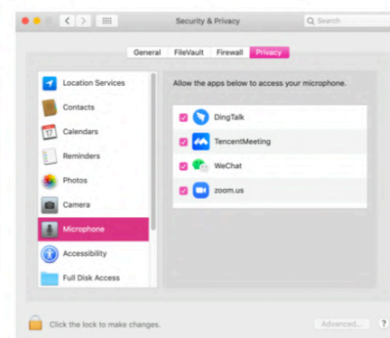 Security & Privacy
Search
General FileVault Firewall Privacy
Location Services
Contacts
Calendars
Reminders
Photos
Camera
Microphone
Accessibility
Full Disk Access
Allow the apps below to access your microphone.
DingTalk
TencentMeeting
WeChat
zoom.us
Click the lock to make changes.
Advanced...
?